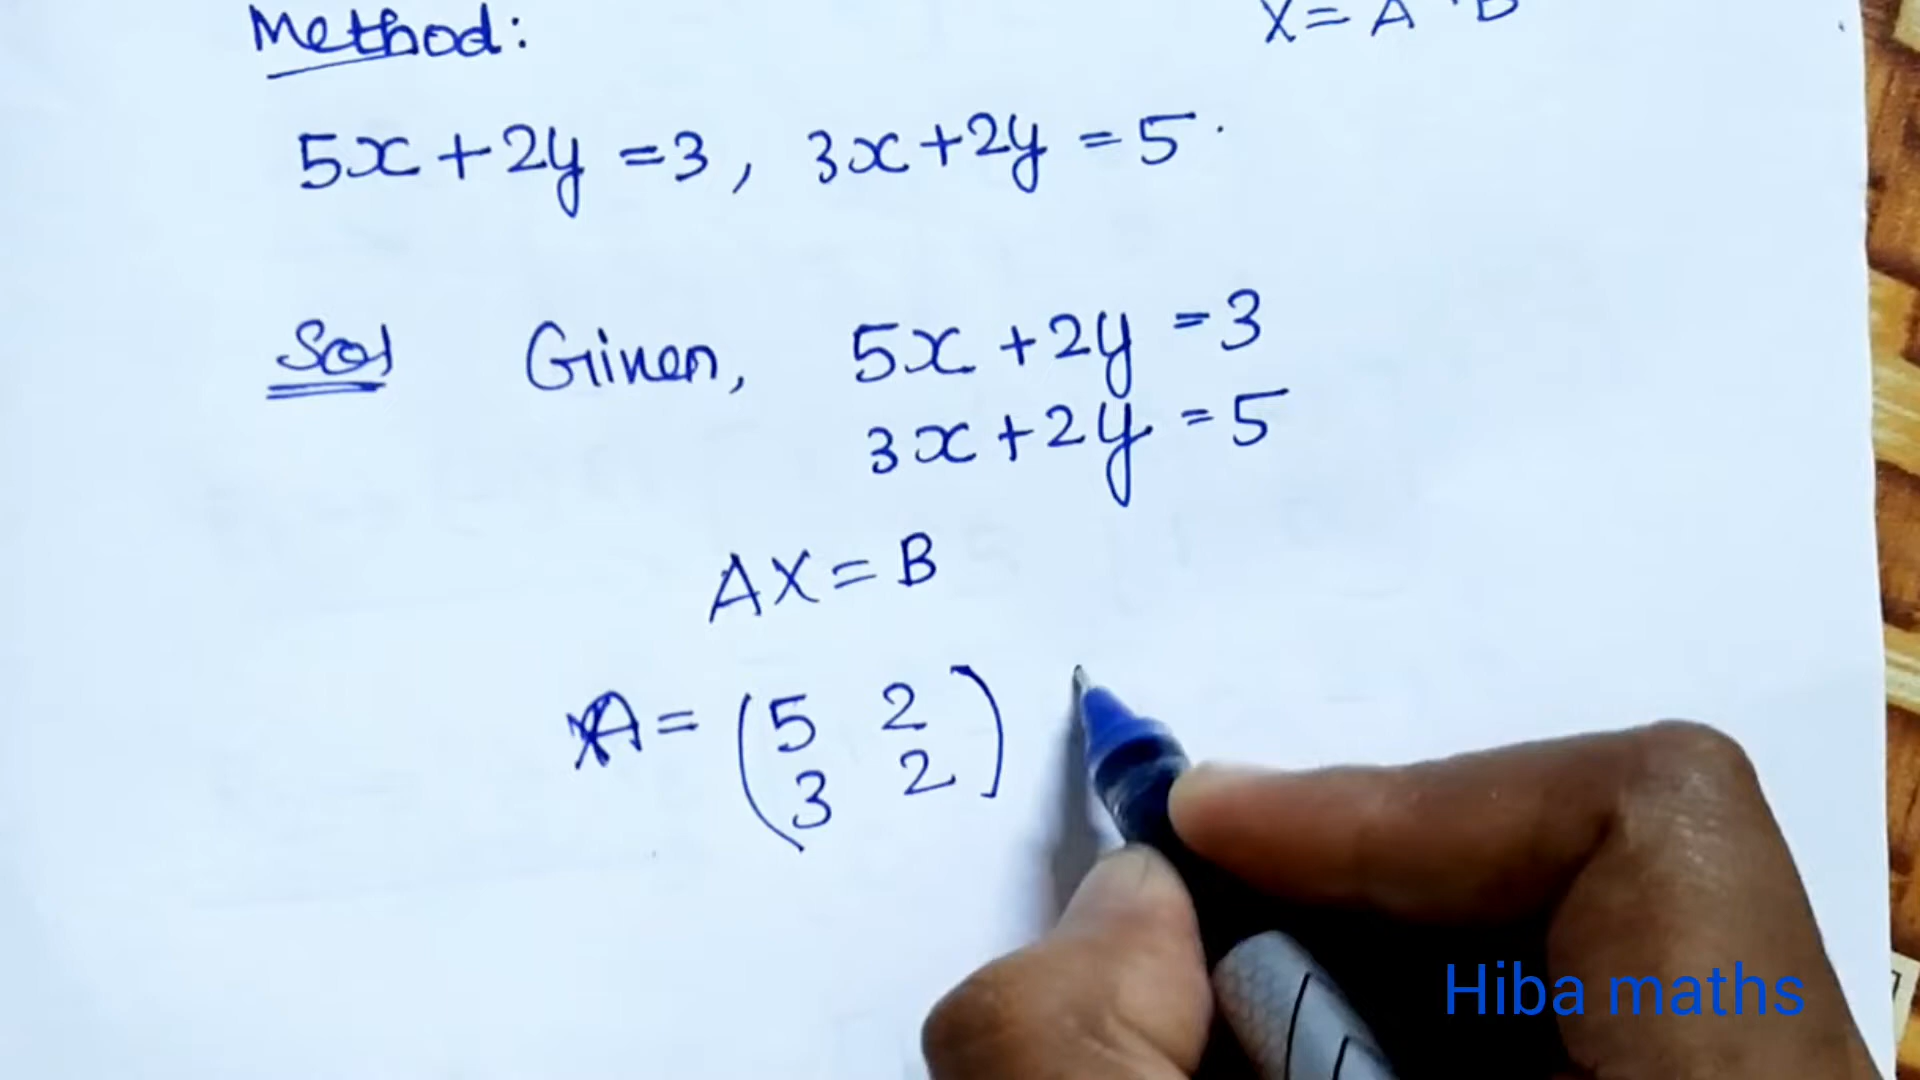 Method:
X = A B
5x + 2y = 3, 3x + 2y = 5.
Sol Given, 5x + 2y = 3
3x + 2y = 5
AX = B
A = (5 2
3 2)
Hiba maths